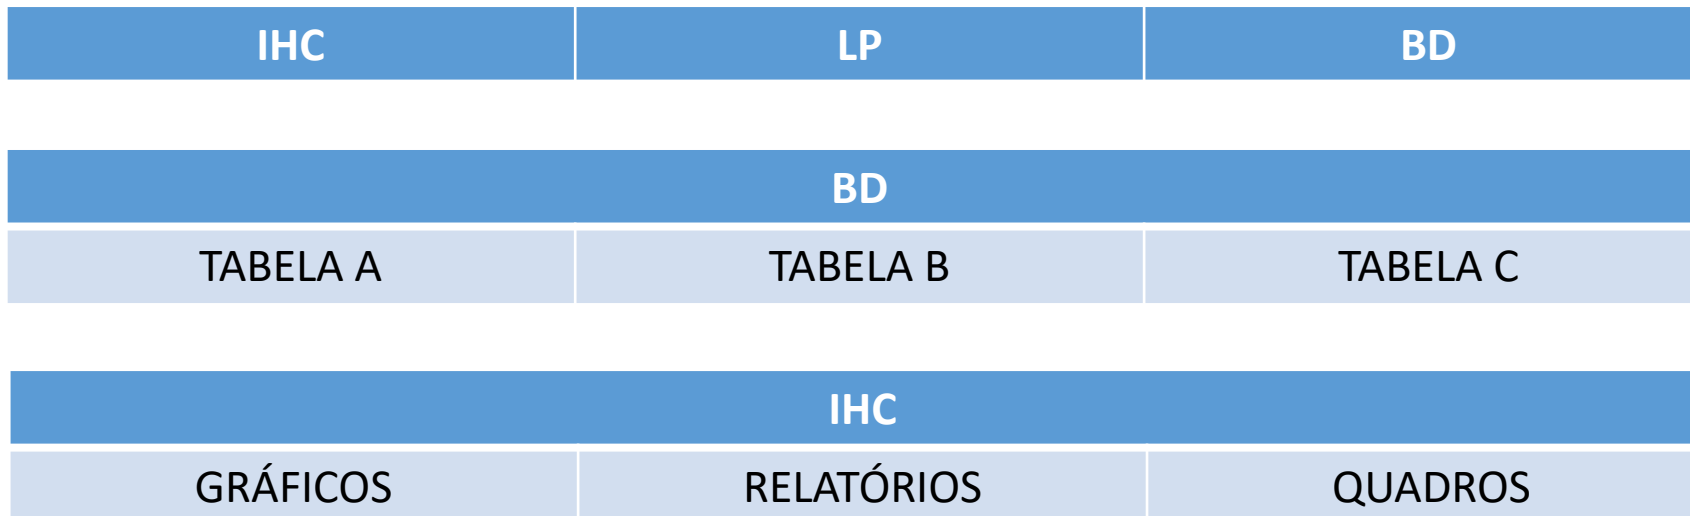 IHC LP BD
BD
TABELA A TABELA B TABELA C
IHC
GRÁFICOS RELATÓRIOS QUADROS